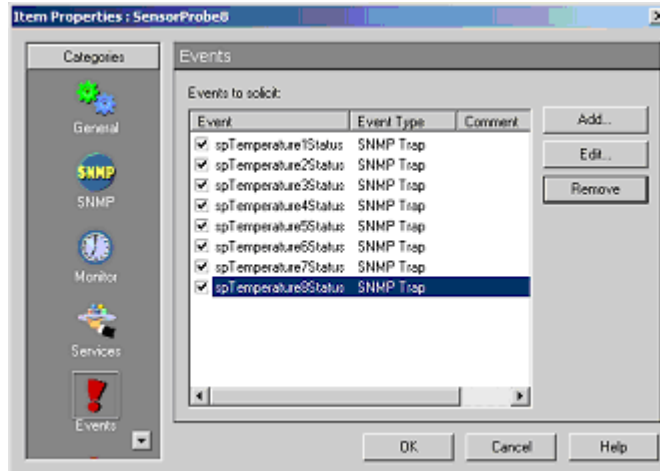 Item Properties : SensorProbe8
Categories
General
SNMP
SNMP
Monitor
Services
Events
Events
Events to solicit:
Event Event Type Comment
spTemperature1Status SNMP Trap
spTemperature2Status SNMP Trap
spTemperature3Status SNMP Trap
spTemperature4Status SNMP Trap
spTemperature5Status SNMP Trap
spTemperature6Status SNMP Trap
spTemperature7Status SNMP Trap
spTemperature8Status SNMP Trap
Add...
Edit...
Remove
OK Cancel Help